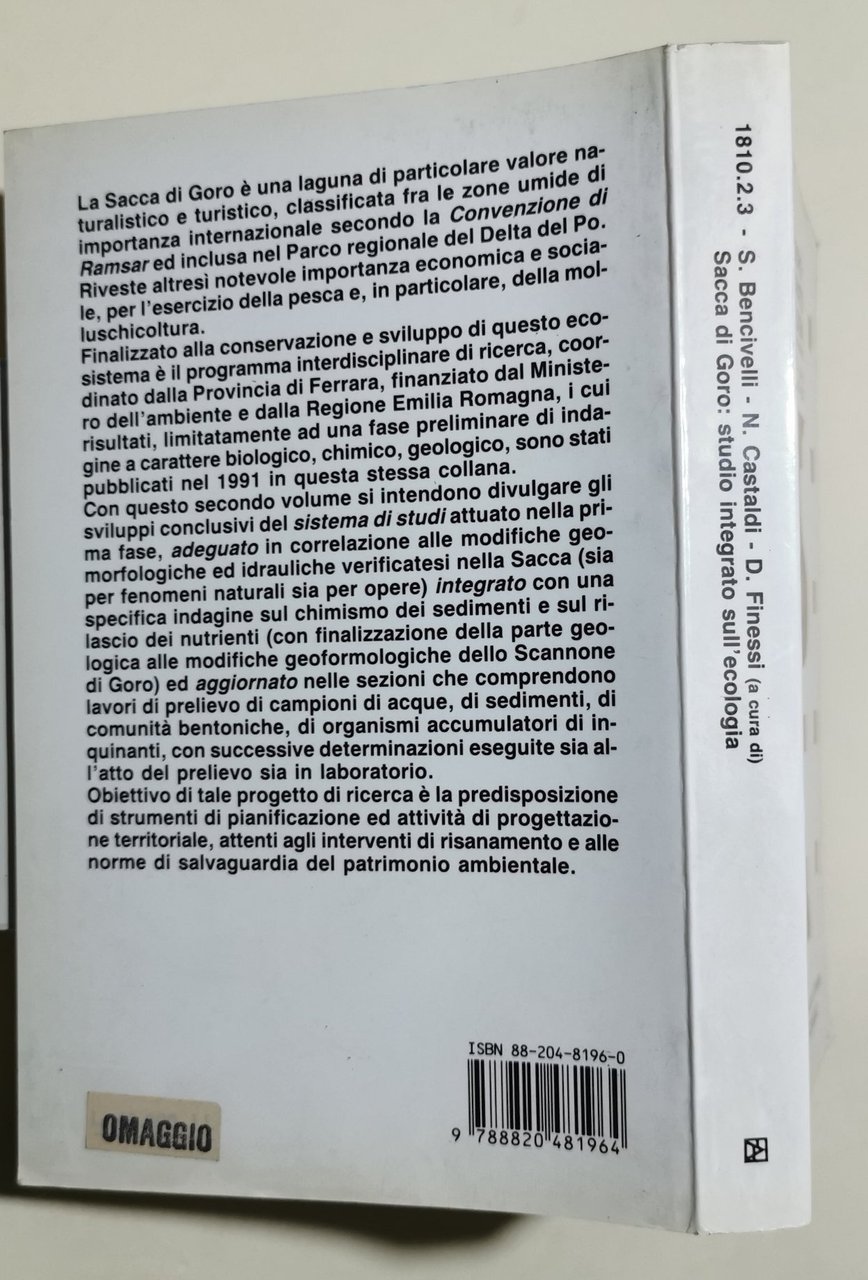 La Sacca di Goro è una laguna di particolare valore na-
turalistico e turistico, classificata fra le zone umide di
importanza internazionale secondo la Convenzione di
Ramsar ed inclusa nel Parco regionale del Delta del Po.
Riveste altresì notevole importanza economica e socia-
le, per l'esercizio della pesca e, in particolare, della mol-
luschicoltura.
Finalizzato alla conservazione e sviluppo di questo eco-
sistema è il programma interdisciplinare di ricerca, coor-
dinato dalla Provincia di Ferrara, finanziato dal Ministe-
ro dell'ambiente e dalla Regione Emilia Romagna, i cui
risultati, limitatamente ad una fase preliminare di inda-
gine a carattere biologico, chimico, geologico, sono stati
pubblicati nel 1991 in questa stessa collana.
Con questo secondo volume si intendono divulgare gli
sviluppi conclusivi del sistema di studi attuato nella pri-
ma fase, adeguato in correlazione alle modifiche geo-
morfologiche ed idrauliche verificatesi nella Sacca (sia
per fenomeni naturali sia per opere) integrato con una
specifica indagine sul chimismo dei sedimenti e sul ri-
lascio dei nutrienti (con finalizzazione della parte geo-
logica alle modifiche geoformologiche dello Scannone
di Goro) ed aggiornato nelle sezioni che comprendono
lavori di prelievo di campioni di acque, di sedimenti, di
comunità bentoniche, di organismi accumulatori di in-
quinanti, con successive determinazioni eseguite sia al-
l'atto del prelievo sia in laboratorio.
Obiettivo di tale progetto di ricerca è la predisposizione
di strumenti di pianificazione ed attività di progettazio-
ne territoriale, attenti agli interventi di risanamento e alle
norme di salvaguardia del patrimonio ambientale.
ISBN 88-204-8196-0
9 788820 481964
OMAGGIO
1810.2.3 - S. Bencivelli - N. Castaldi - D. Finessi (a cura di)
Sacca di Goro: studio integrato sull'ecologia